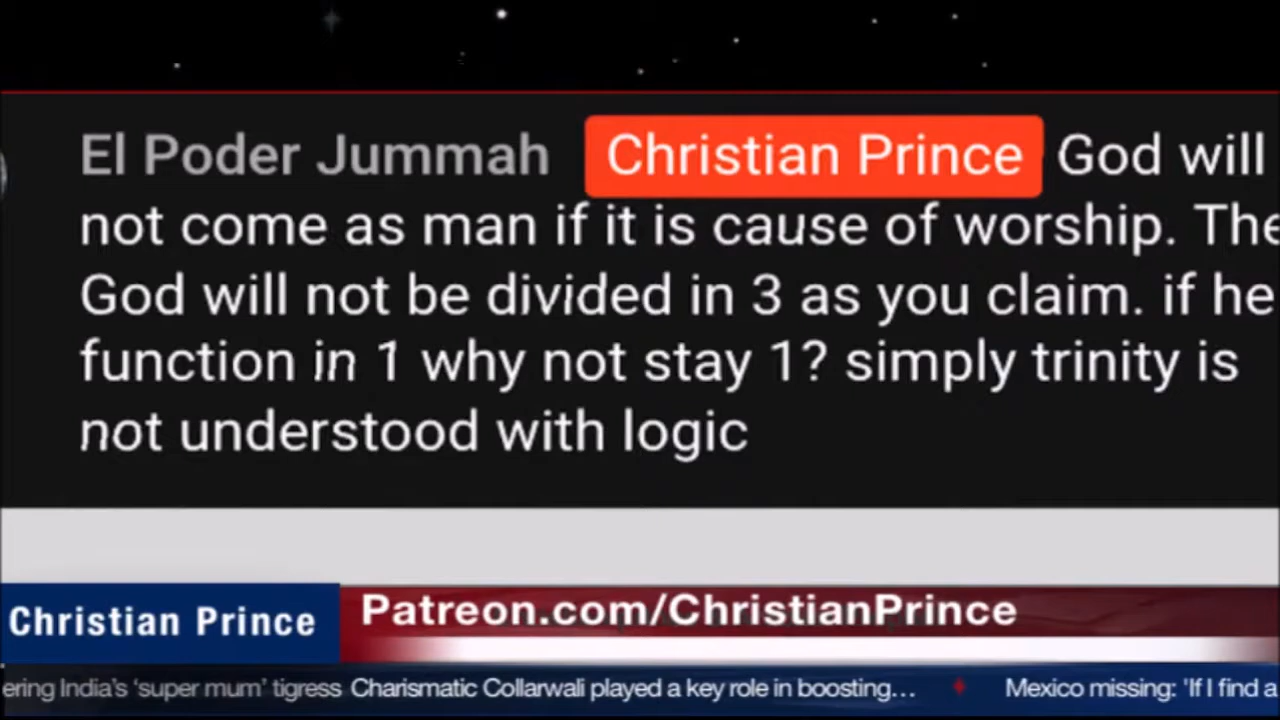 El Poder Jummah Christian Prince God will
not come as man if it is cause of worship. The
God will not be divided in 3 as you claim. if he
function in 1 why not stay 1? simply trinity is
not understood with logic
Christian Prince
Patreon.com/ChristianPrince
ering India's 'super mum' tigress Charismatic Collarwali played a key role in boosting... Mexico missing: 'If I find a